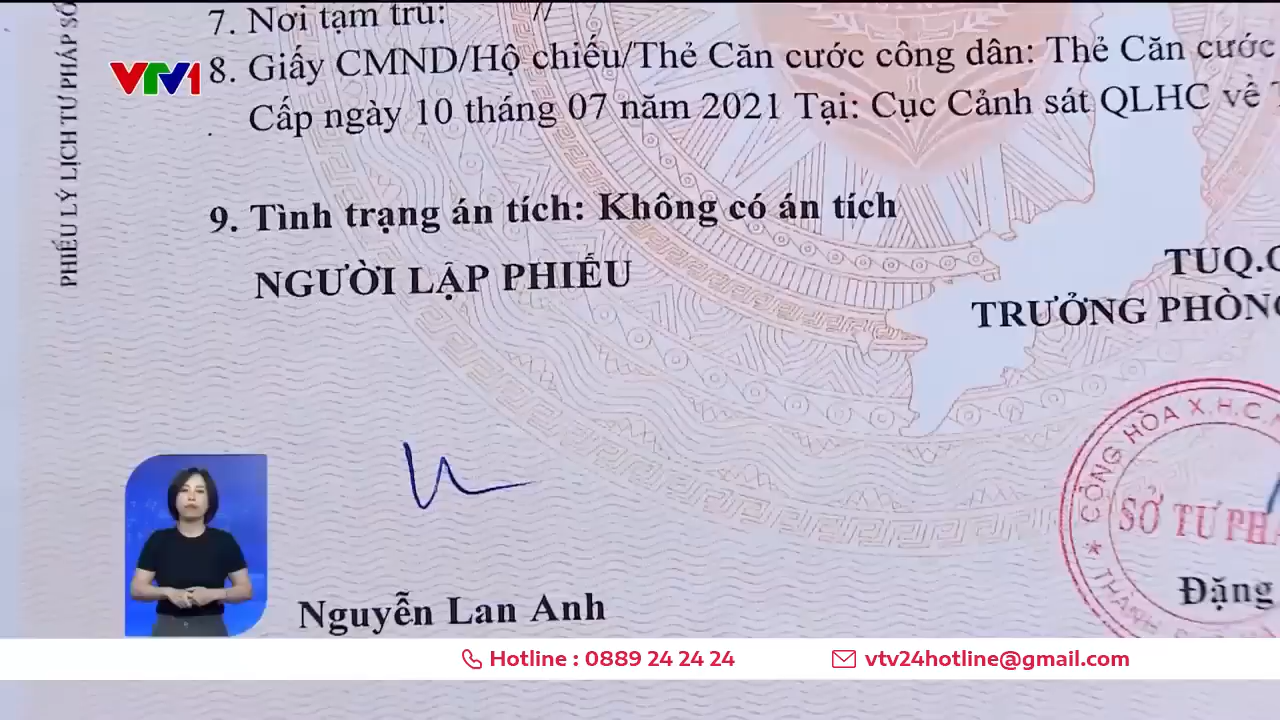 PHIẾU LÝ LỊCH TƯ PHÁP SỐ
7. Nơi tạm trú: //
8. Giấy CMND/Hộ chiếu/Thẻ Căn cước công dân: Thẻ Căn cước
Cấp ngày 10 tháng 07 năm 2021 Tại: Cục Cảnh sát QLHC về
9. Tình trạng án tích: Không có án tích
NGƯỜI LẬP PHIẾU
TUQ.
TRƯỞNG PHÒNG
CỘNG HÒA X.H.C.
SỞ TƯ PHÁ
THÀNH
Đặng
Nguyễn Lan Anh
VTV1
Hotline : 0889 24 24 24
vtv24hotline@gmail.com